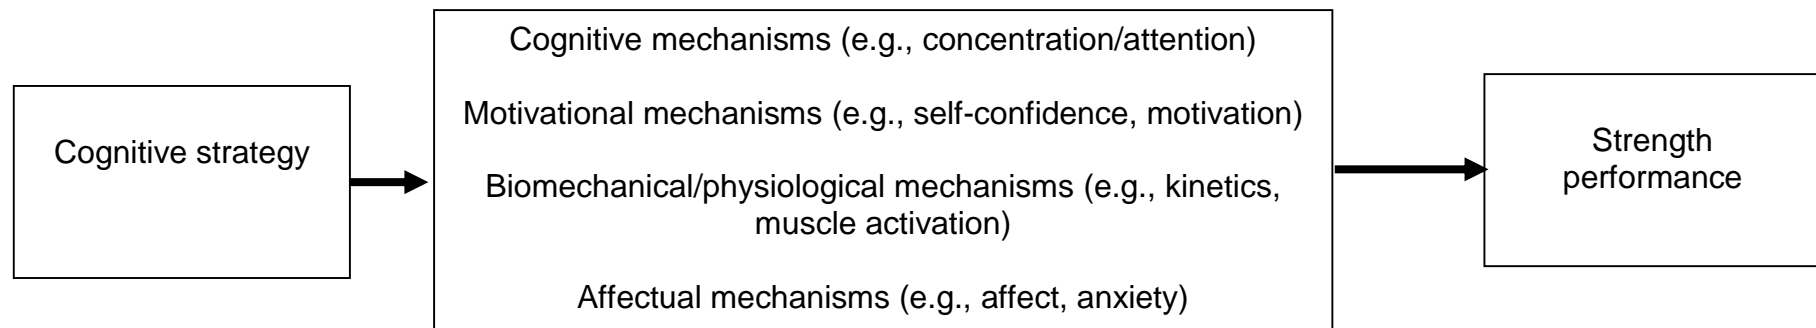 Cognitive strategy
Cognitive mechanisms (e.g., concentration/attention)
Motivational mechanisms (e.g., self-confidence, motivation)
Biomechanical/physiological mechanisms (e.g., kinetics,
muscle activation)
Affectual mechanisms (e.g., affect, anxiety)
Strength
performance